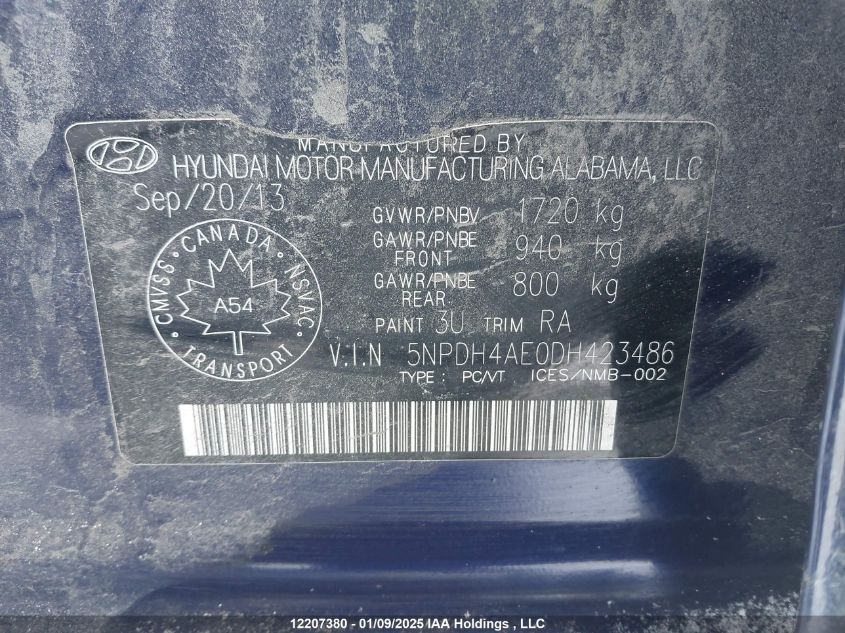 MANUFACTURED BY
HYUNDAI MOTOR MANUFACTURING ALABAMA, LLC
Sep/20/13
GVWR/PNBV 1720 kg
GAWR/PNBE FRONT 940 kg
GAWR/PNBE REAR 800 kg
PAINT 3U TRIM RA
CMVSS · CANADA · NSVAC · TRANSPORT
A54
V.I.N 5NPDH4AE0DH423486
TYPE : PC/VT ICES/NMB-002
12207380 - 01/09/2025 IAA Holdings , LLC